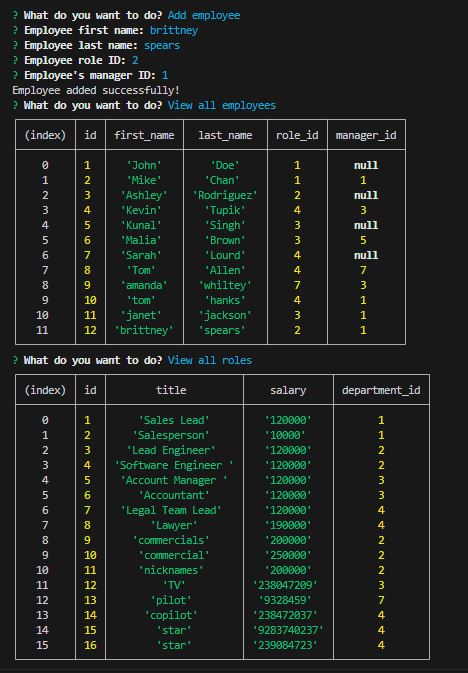 ? What do you want to do? Add employee
? Employee first name: brittney
? Employee last name: spears
? Employee role ID: 2
? Employee's manager ID: 1
Employee added successfully!
? What do you want to do? View all employees
(index) id first_name last_name role_id manager_id
0 1 'John' 'Doe' 1 null
1 2 'Mike' 'Chan' 1 1
2 3 'Ashley' 'Rodriguez' 2 null
3 4 'Kevin' 'Tupik' 4 3
4 5 'Kunal' 'Singh' 3 null
5 6 'Malia' 'Brown' 3 5
6 7 'Sarah' 'Lourd' 4 null
7 8 'Tom' 'Allen' 4 7
8 9 'amanda' 'whiltey' 7 3
9 10 'tom' 'hanks' 4 1
10 11 'janet' 'jackson' 3 1
11 12 'brittney' 'spears' 2 1
? What do you want to do? View all roles
(index) id title salary department_id
0 1 'Sales Lead' '120000' 1
1 2 'Salesperson' '10000' 1
2 3 'Lead Engineer' '120000' 2
3 4 'Software Engineer ' '120000' 2
4 5 'Account Manager ' '120000' 3
5 6 'Accountant' '120000' 3
6 7 'Legal Team Lead' '120000' 4
7 8 'Lawyer' '190000' 4
8 9 'commercials' '200000' 2
9 10 'commercial' '250000' 2
10 11 'nicknames' '200000' 2
11 12 'TV' '238047209' 3
12 13 'pilot' '9328459' 7
13 14 'copilot' '238472037' 4
14 15 'star' '9283740237' 4
15 16 'star' '239084723' 4